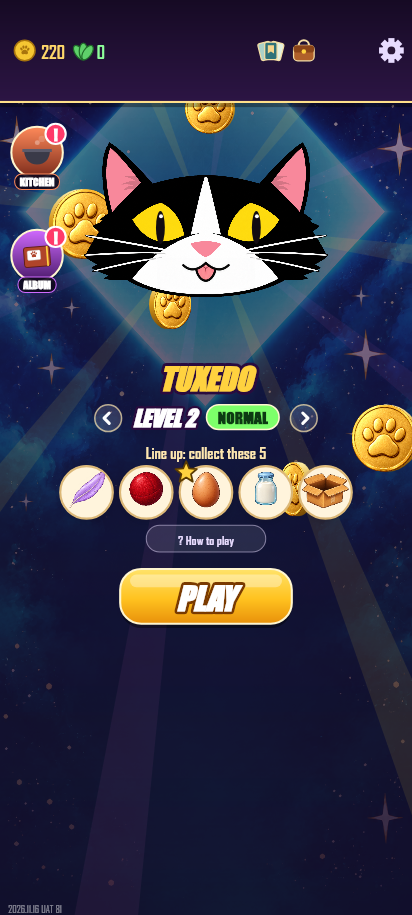 220 0
KITCHEN
ALBUM
TUXEDO
LEVEL 2 NORMAL
Line up: collect these 5
? How to play
PLAY
2026.11.16 UAT B1